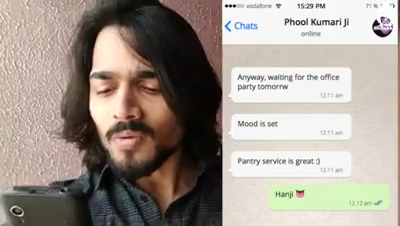 ●●●○○ vodafone 15:29 PM 71 %
Chats
Phool Kumari Ji
online
Anyway, waiting for the office
party tomorrw
12.11 am
Mood is set
12.11 am
Pantry service is great :)
12.11 am
Hanji 👅
12.12 am